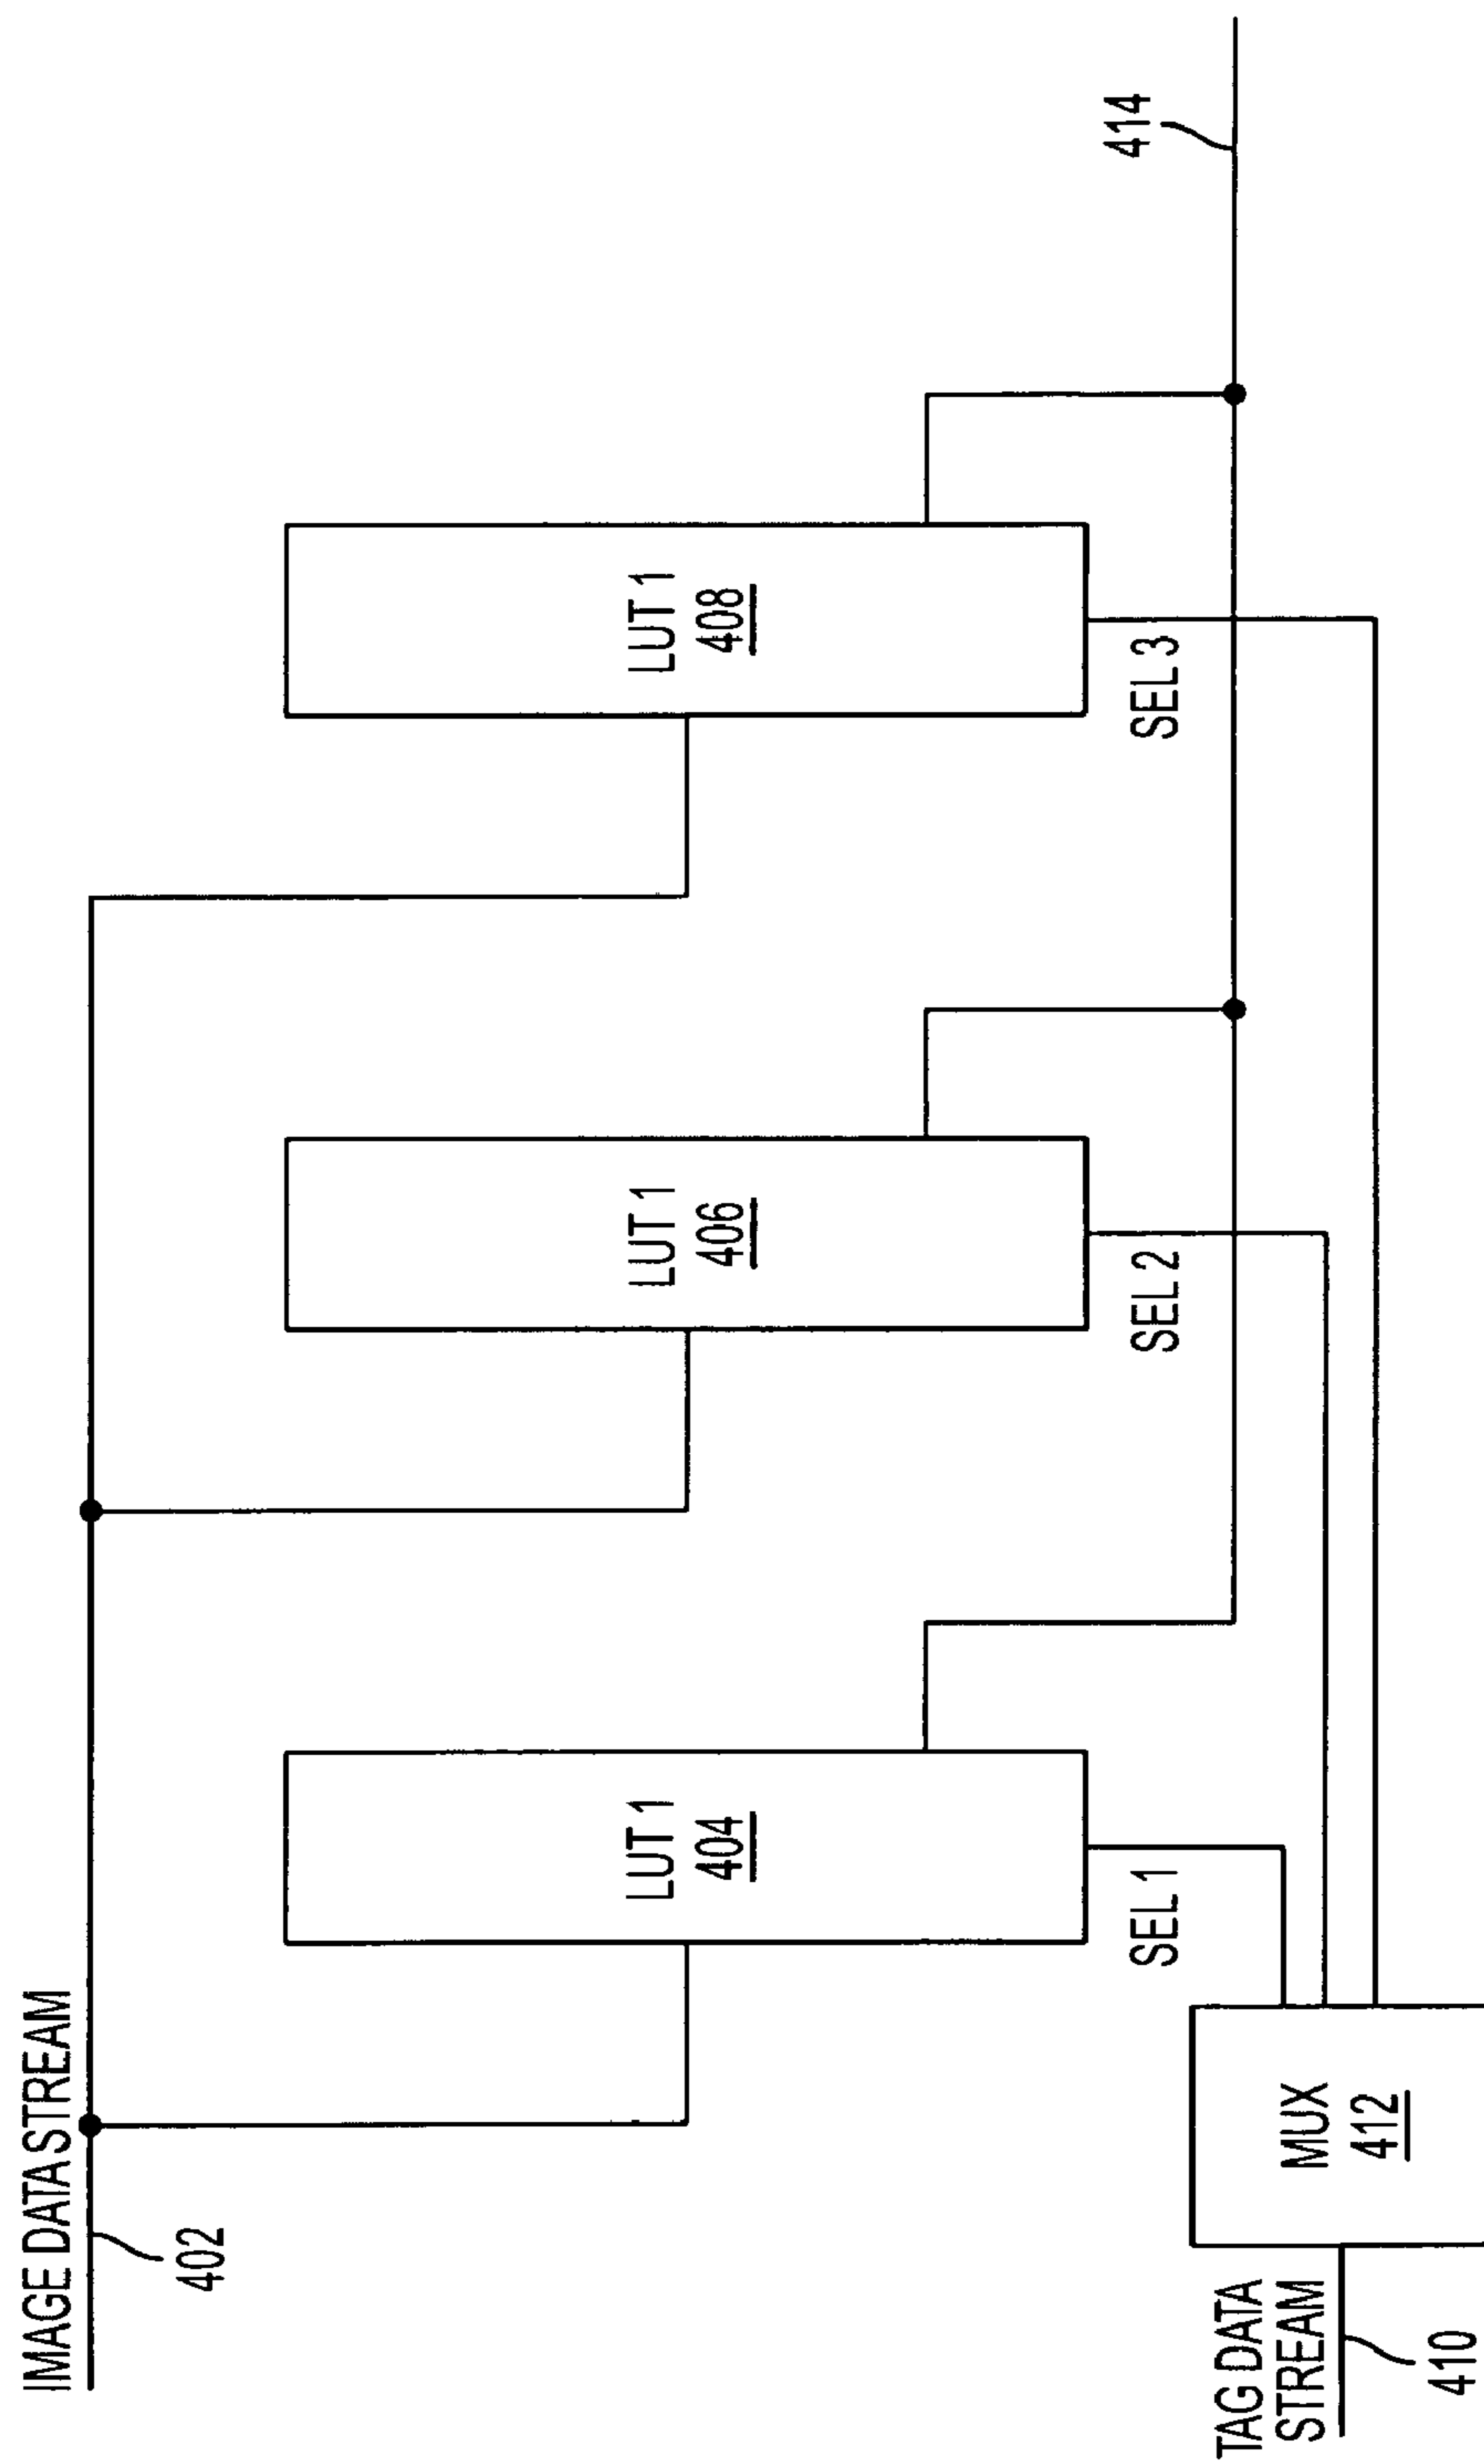 IMAGE DATA STREAM
402
LUT 1
404
LUT 1
406
LUT 1
408
SEL 1
SEL 2
SEL 3
414
TAG DATA
STREAM
410
MUX
412